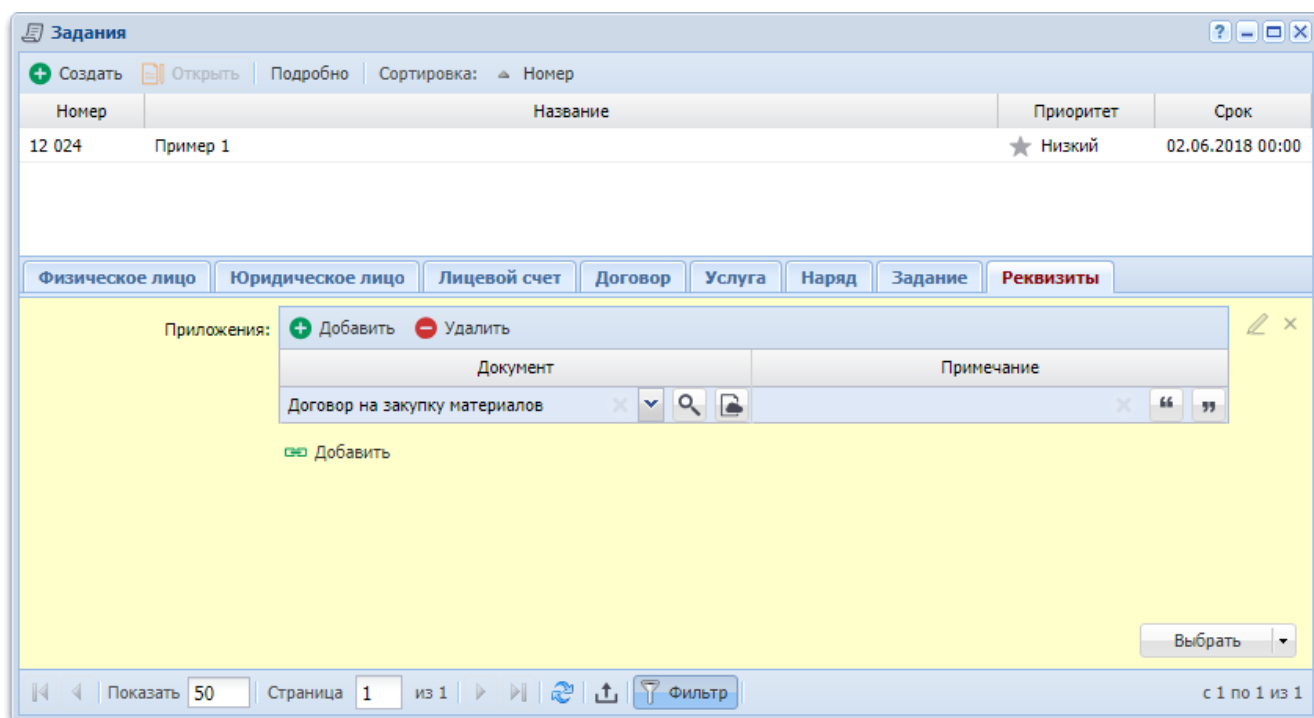 Задания ?
Создать Открыть Подробно Сортировка: Номер
Номер Название Приоритет Срок
12 024 Пример 1 Низкий 02.06.2018 00:00
Физическое лицо Юридическое лицо Лицевой счет Договор Услуга Наряд Задание Реквизиты
Приложения: Добавить Удалить
Документ Примечание
Договор на закупку материалов
Добавить
Выбрать
Показать 50 Страница 1 из 1 Фильтр с 1 по 1 из 1